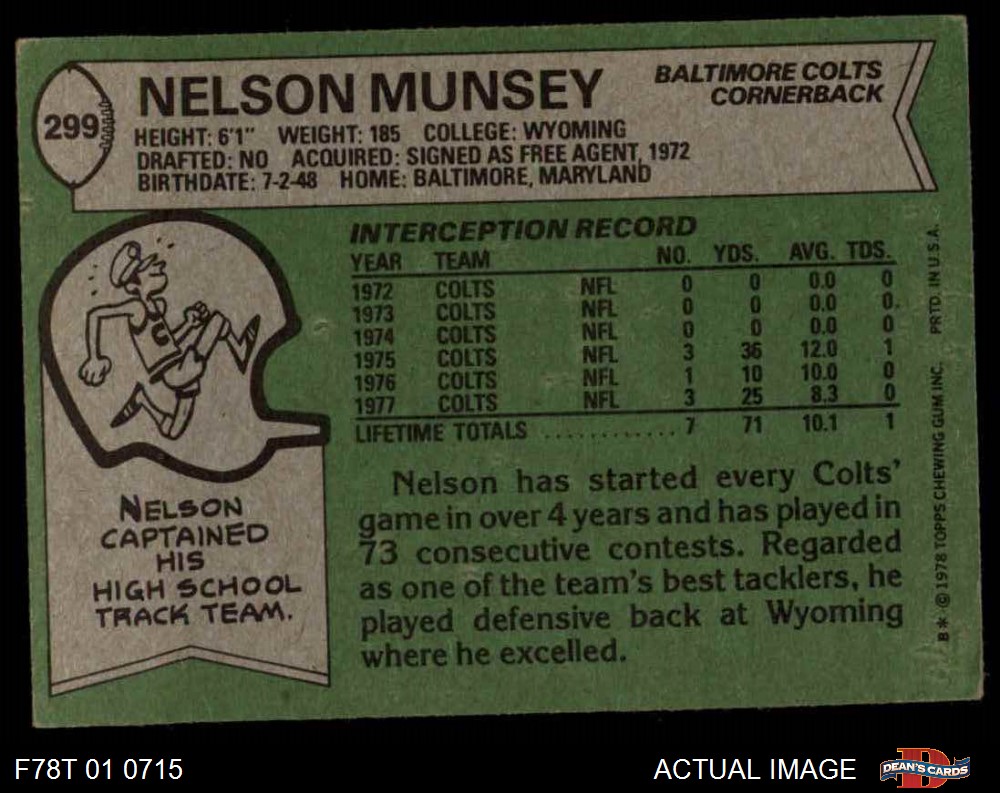 299
NELSON MUNSEY
BALTIMORE COLTS
CORNERBACK
HEIGHT: 6'1" WEIGHT: 185 COLLEGE: WYOMING
DRAFTED: NO ACQUIRED: SIGNED AS FREE AGENT, 1972
BIRTHDATE: 7-2-48 HOME: BALTIMORE, MARYLAND
INTERCEPTION RECORD
YEAR TEAM NO. YDS. AVG. TDS.
1972 COLTS NFL 0 0 0.0 0
1973 COLTS NFL 0 0 0.0 0
1974 COLTS NFL 0 0 0.0 0
1975 COLTS NFL 3 36 12.0 1
1976 COLTS NFL 1 10 10.0 0
1977 COLTS NFL 3 25 8.3 0
LIFETIME TOTALS ............ 7 71 10.1 1
C
NELSON
CAPTAINED
HIS
HIGH SCHOOL
TRACK TEAM.
Nelson has started every Colts'
game in over 4 years and has played in
73 consecutive contests. Regarded
as one of the team's best tacklers, he
played defensive back at Wyoming
where he excelled.
B* © 1978 TOPPS CHEWING GUM INC. PRTD. IN U.S.A.
F78T 01 0715
ACTUAL IMAGE
D
DEAN'S CARDS